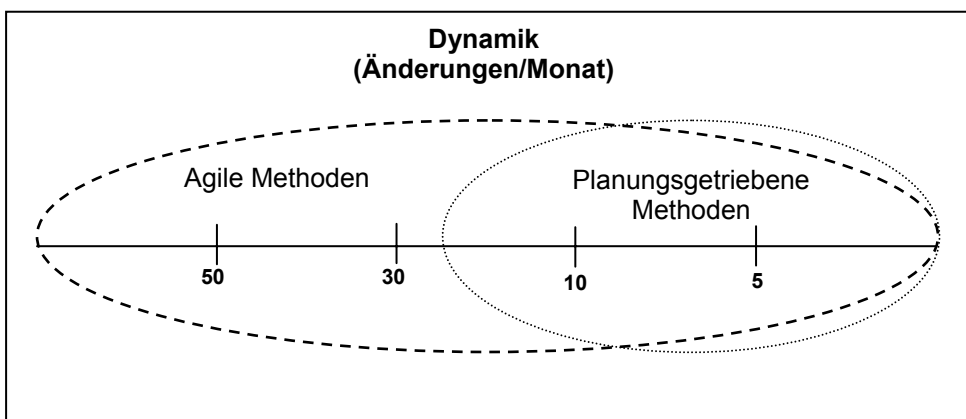 Dynamik
(Änderungen/Monat)
Agile Methoden
Planungsgetriebene
Methoden
50
30
10
5